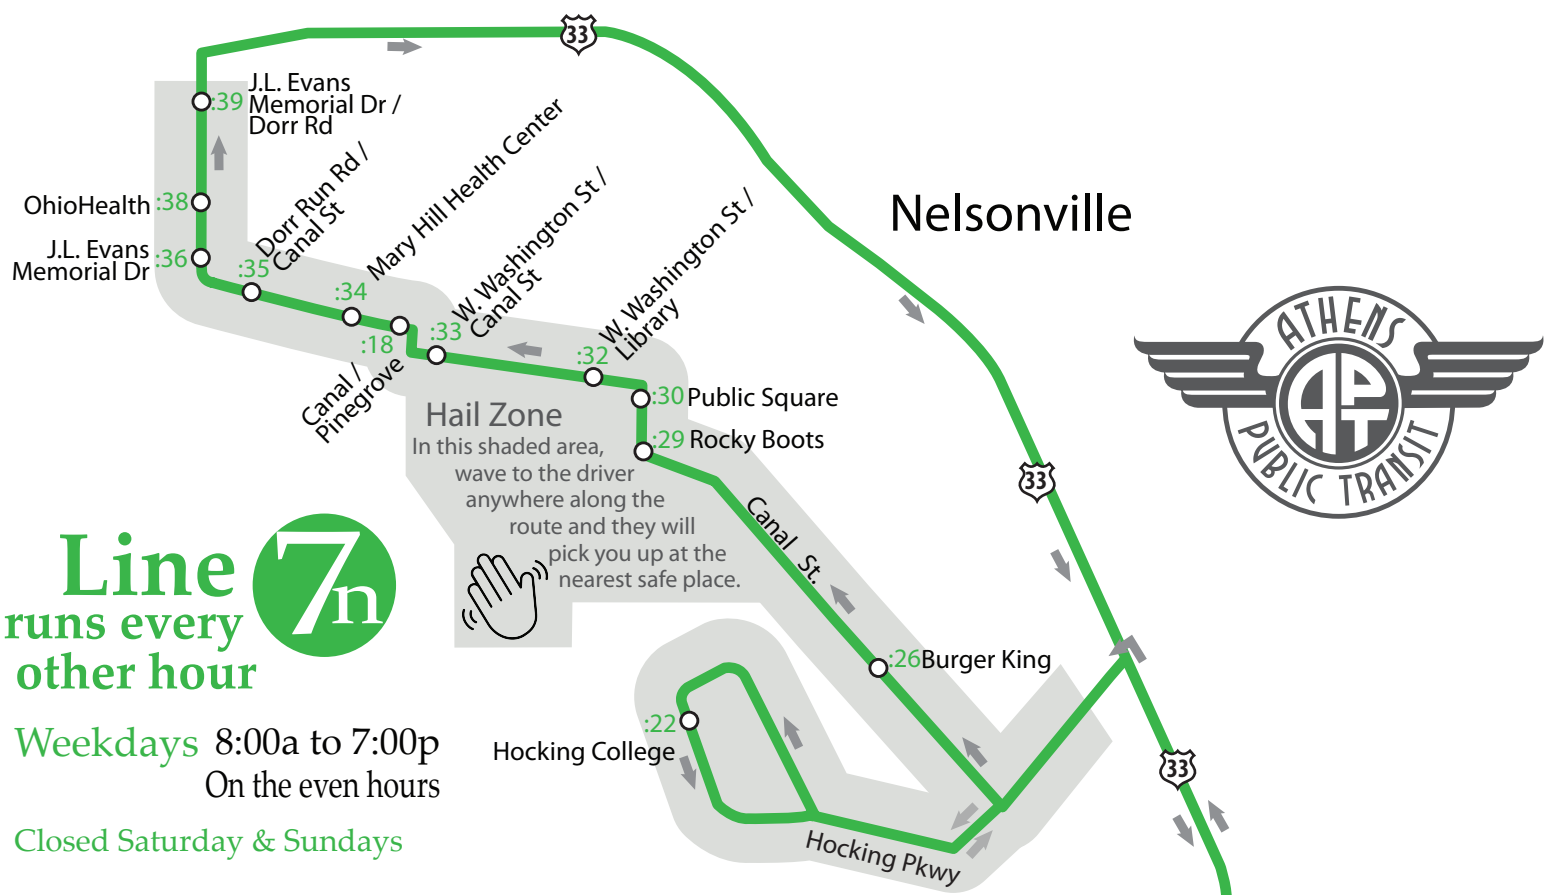 33
J.L. Evans
Memorial Dr /
Dorr Rd
:39
OhioHealth
:38
J.L. Evans
Memorial Dr
:36
Dorr Run Rd /
Canal St
:35
Mary Hill Health Center
:34
Canal /
Pinegrove
:18
W. Washington St /
Canal St
:33
W. Washington St /
Library
:32
:30 Public Square
:29 Rocky Boots
Nelsonville
ATHENS
APT
PUBLIC TRANSIT
33
Hail Zone
In this shaded area,
wave to the driver
anywhere along the
route and they will
pick you up at the
nearest safe place.
Canal St.
:26 Burger King
:22
Hocking College
Hocking Pkwy
33
Line 7n
runs every
other hour
Weekdays 8:00a to 7:00p
On the even hours
Closed Saturday & Sundays